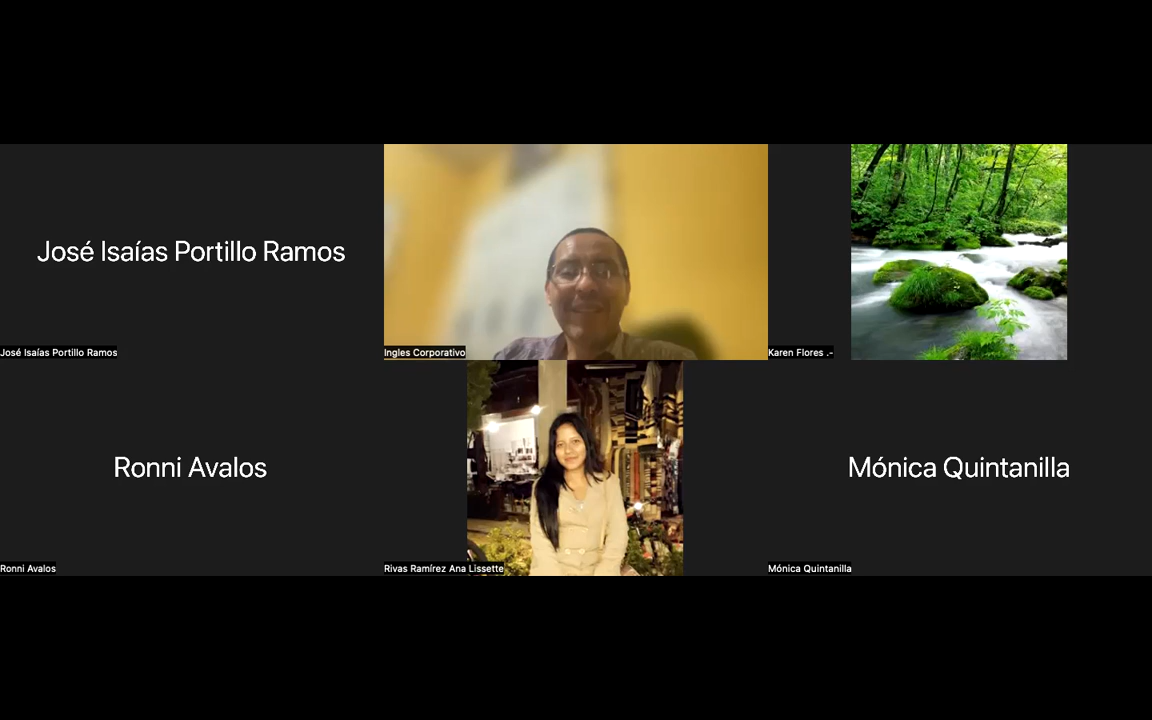 José Isaías Portillo Ramos
José Isaías Portillo Ramos
Ingles Corporativo
Karen Flores .-
Ronni Avalos
Mónica Quintanilla
Ronni Avalos
Rivas Ramírez Ana Lissette
Mónica Quintanilla